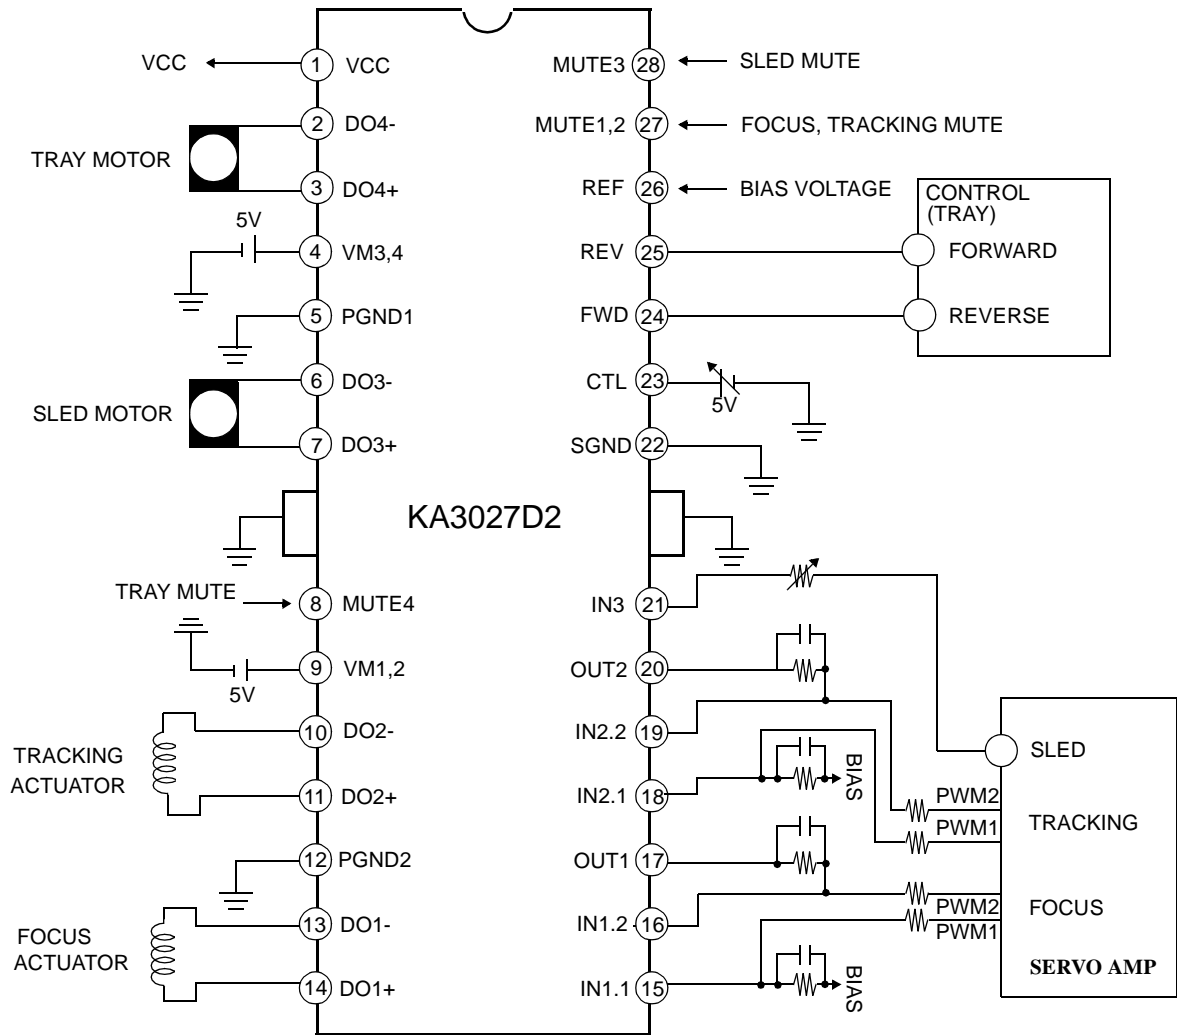 VCC
1
VCC
MUTE3
28
SLED MUTE
2
DO4-
MUTE1,2
27
FOCUS, TRACKING MUTE
TRAY MOTOR
3
DO4+
REF
26
BIAS VOLTAGE
CONTROL
(TRAY)
5V
4
VM3,4
REV
25
FORWARD
5
PGND1
FWD
24
REVERSE
6
DO3-
CTL
23
5V
SLED MOTOR
7
DO3+
SGND
22
KA3027D2
TRAY MUTE
8
MUTE4
IN3
21
9
VM1,2
5V
OUT2
20
10
DO2-
IN2.2
19
SLED
TRACKING
ACTUATOR
11
DO2+
IN2.1
18
BIAS
PWM2
PWM1
TRACKING
12
PGND2
OUT1
17
13
DO1-
IN1.2
16
PWM2
PWM1
FOCUS
FOCUS
ACTUATOR
14
DO1+
IN1.1
15
BIAS
SERVO AMP